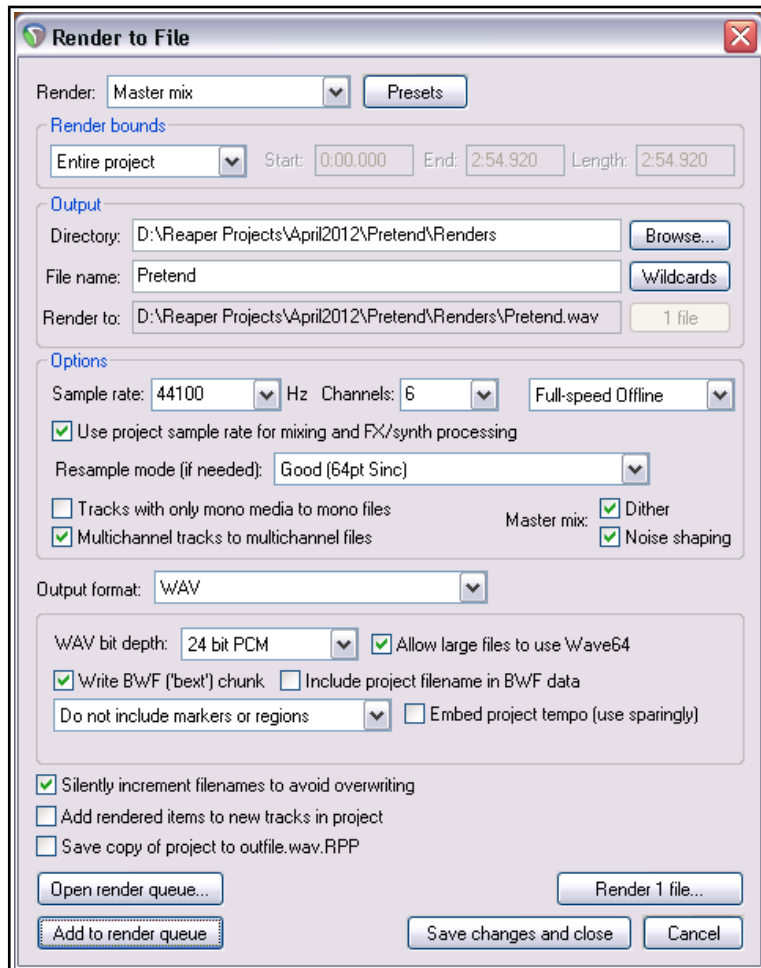 Render to File
Render: Master mix Presets
Render bounds
Entire project Start: 0:00.000 End: 2:54.920 Length: 2:54.920
Output
Directory: D:\Reaper Projects\April2012\Pretend\Renders Browse...
File name: Pretend Wildcards
Render to: D:\Reaper Projects\April2012\Pretend\Renders\Pretend.wav 1 file
Options
Sample rate: 44100 Hz Channels: 6 Full-speed Offline
Use project sample rate for mixing and FX/synth processing
Resample mode (if needed): Good (64pt Sinc)
Tracks with only mono media to mono files
Master mix: Dither
Multichannel tracks to multichannel files Noise shaping
Output format: WAV
WAV bit depth: 24 bit PCM Allow large files to use Wave64
Write BWF ('bext') chunk Include project filename in BWF data
Do not include markers or regions Embed project tempo (use sparingly)
Silently increment filenames to avoid overwriting
Add rendered items to new tracks in project
Save copy of project to outfile.wav.RPP
Open render queue... Render 1 file...
Add to render queue Save changes and close Cancel